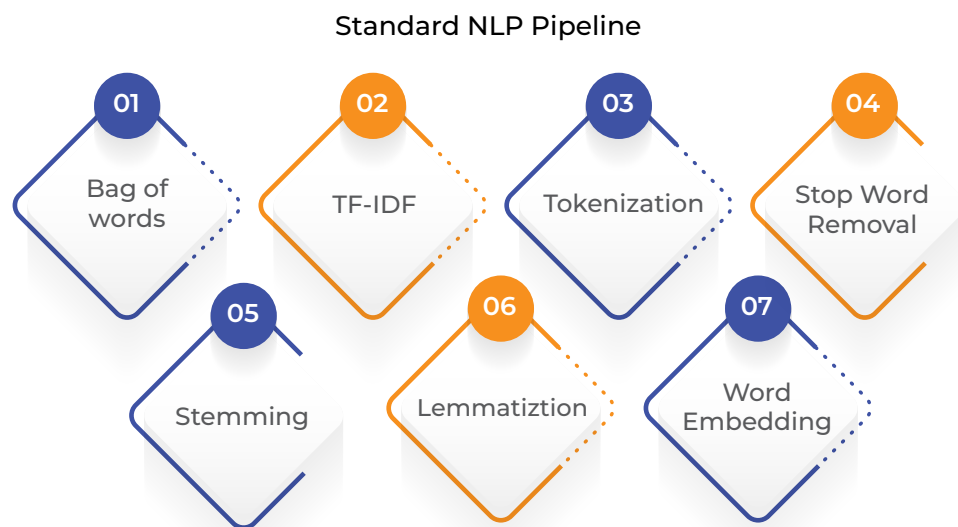 Standard NLP Pipeline
01
Bag of
words
02
TF-IDF
03
Tokenization
04
Stop Word
Removal
05
Stemming
06
Lemmatiztion
07
Word
Embedding